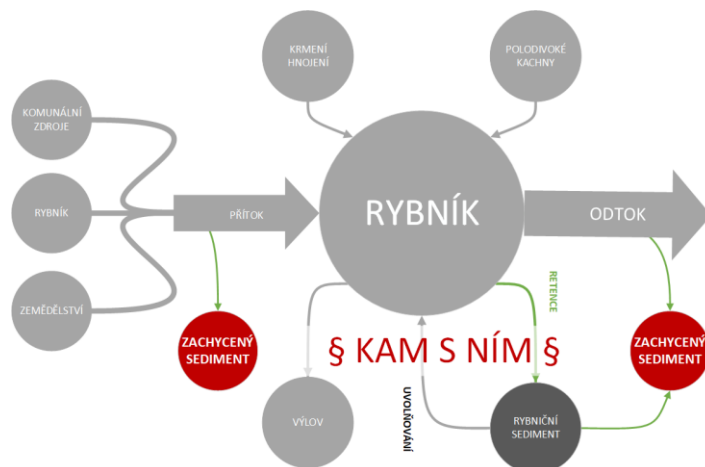 KRMENÍ
HNOJENÍ
POLODIVOKÉ
KACHNY
KOMUNÁLNÍ
ZDROJE
RYBNÍK
PŘÍTOK
RYBNÍK
ODTOK
ZEMĚDĚLSTVÍ
RETENCE
ZACHYCENÝ
SEDIMENT
§ KAM S NÍM §
ZACHYCENÝ
SEDIMENT
UVOLŇOVÁNÍ
VÝLOV
RYBNIČNÍ
SEDIMENT